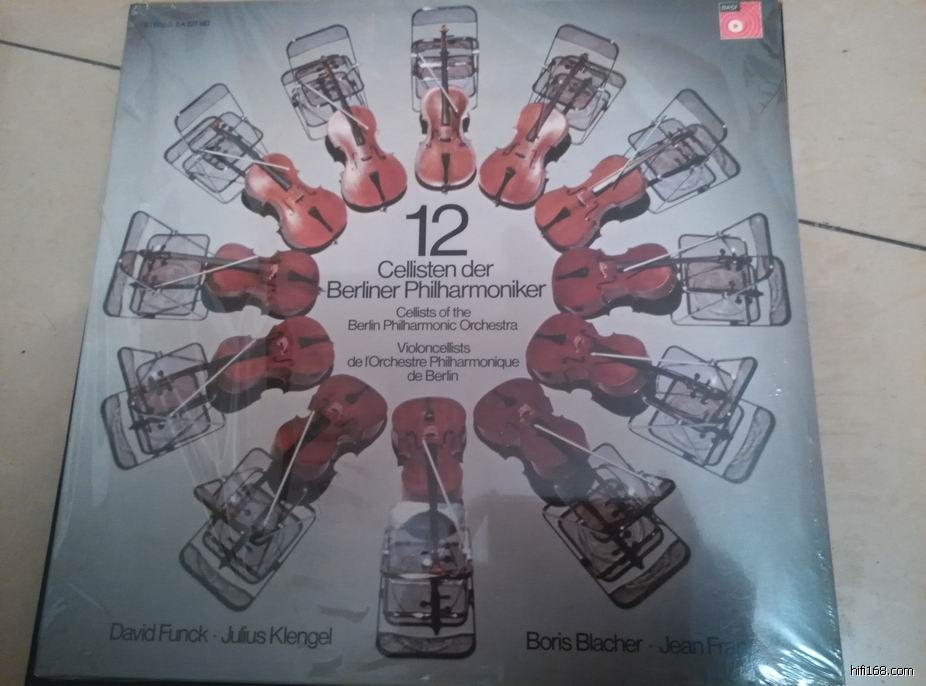 BASF
12
Cellisten der
Berliner Philharmoniker
Cellists of the
Berlin Philharmonic Orchestra
Violoncellists
de l'Orchestre Philharmonique
de Berlin
David Funck · Julius Klengel
Boris Blacher · Jean
hifi168.com